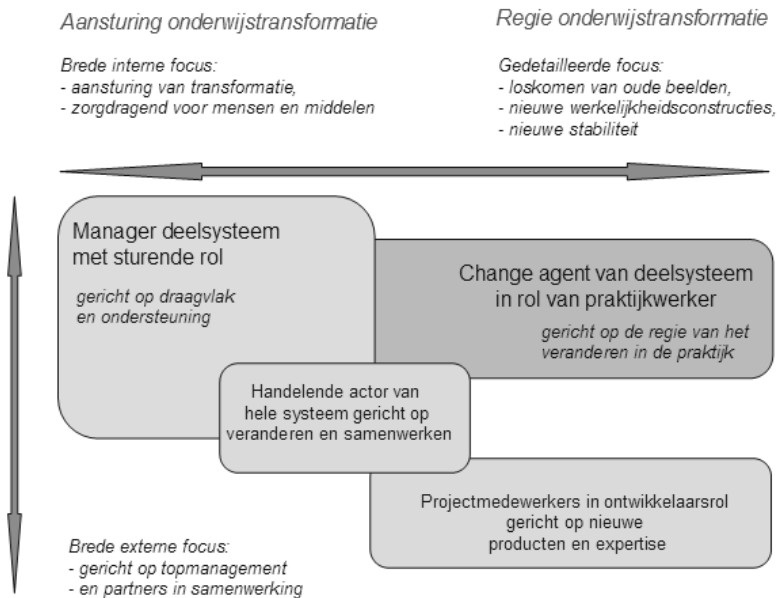 Aansturing onderwijstransformatie
Regie onderwijstransformatie
Brede interne focus:
- aansturing van transformatie,
- zorgdragend voor mensen en middelen
Gedetailleerde focus:
- loskomen van oude beelden,
- nieuwe werkelijkheidsconstructies,
- nieuwe stabiliteit
Manager deelsysteem
met sturende rol
gericht op draagvlak
en ondersteuning
Change agent van deelsysteem
in rol van praktijkwerker
gericht op de regie van het
veranderen in de praktijk
Handelende actor van
hele systeem gericht op
veranderen en samenwerken
Projectmedewerkers in ontwikkelaarsrol
gericht op nieuwe
producten en expertise
Brede externe focus:
- gericht op topmanagement
- en partners in samenwerking